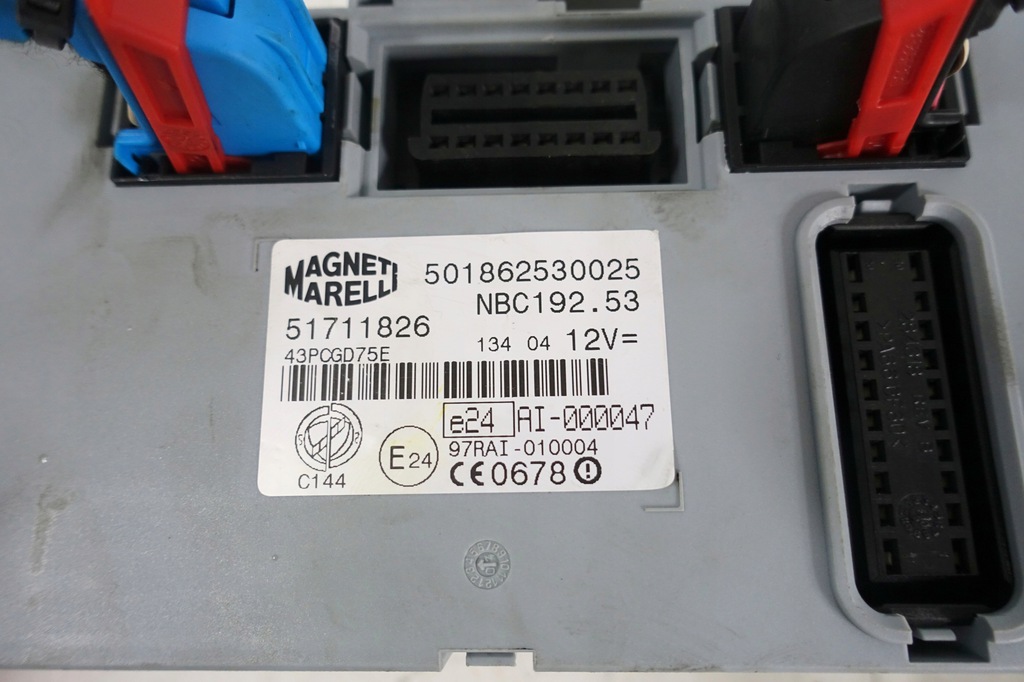 MAGNETI
MARELLI
501862530025
NBC192.53
51711826
43PCGD75E
134 04 12V=
e24 AI-000047
97RAI-010004
E24
CE0678
C144